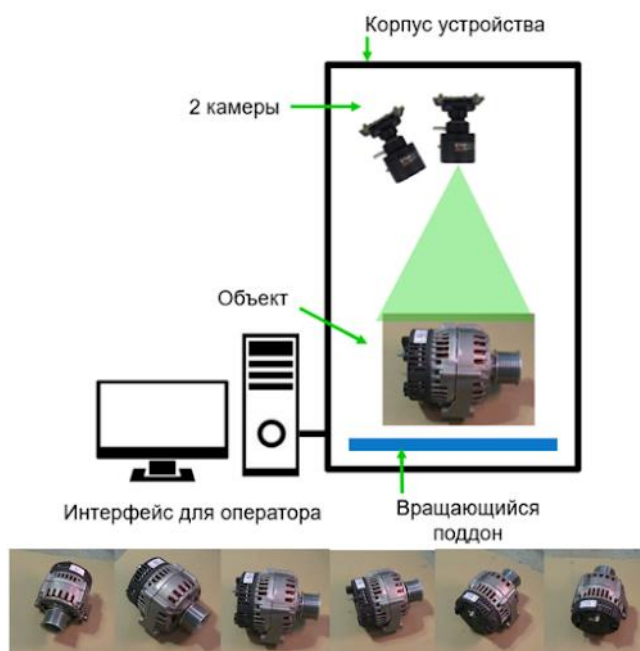 Корпус устройства
2 камеры
Объект
Интерфейс для оператора
Вращающийся
поддон